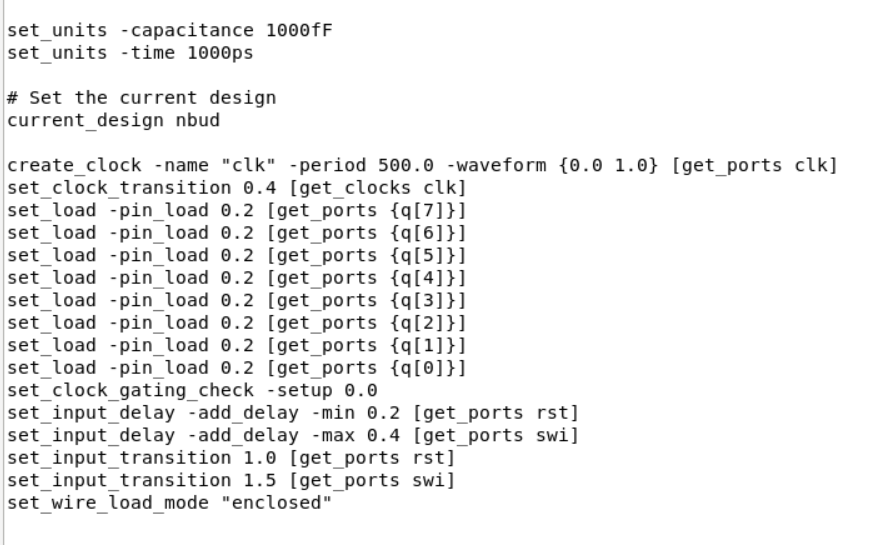 set_units -capacitance 1000fF
set_units -time 1000ps
# Set the current design
current_design nbud
create_clock -name "clk" -period 500.0 -waveform {0.0 1.0} [get_ports clk]
set_clock_transition 0.4 [get_clocks clk]
set_load -pin_load 0.2 [get_ports {q[7]}]
set_load -pin_load 0.2 [get_ports {q[6]}]
set_load -pin_load 0.2 [get_ports {q[5]}]
set_load -pin_load 0.2 [get_ports {q[4]}]
set_load -pin_load 0.2 [get_ports {q[3]}]
set_load -pin_load 0.2 [get_ports {q[2]}]
set_load -pin_load 0.2 [get_ports {q[1]}]
set_load -pin_load 0.2 [get_ports {q[0]}]
set_clock_gating_check -setup 0.0
set_input_delay -add_delay -min 0.2 [get_ports rst]
set_input_delay -add_delay -max 0.4 [get_ports swi]
set_input_transition 1.0 [get_ports rst]
set_input_transition 1.5 [get_ports swi]
set_wire_load_mode "enclosed"